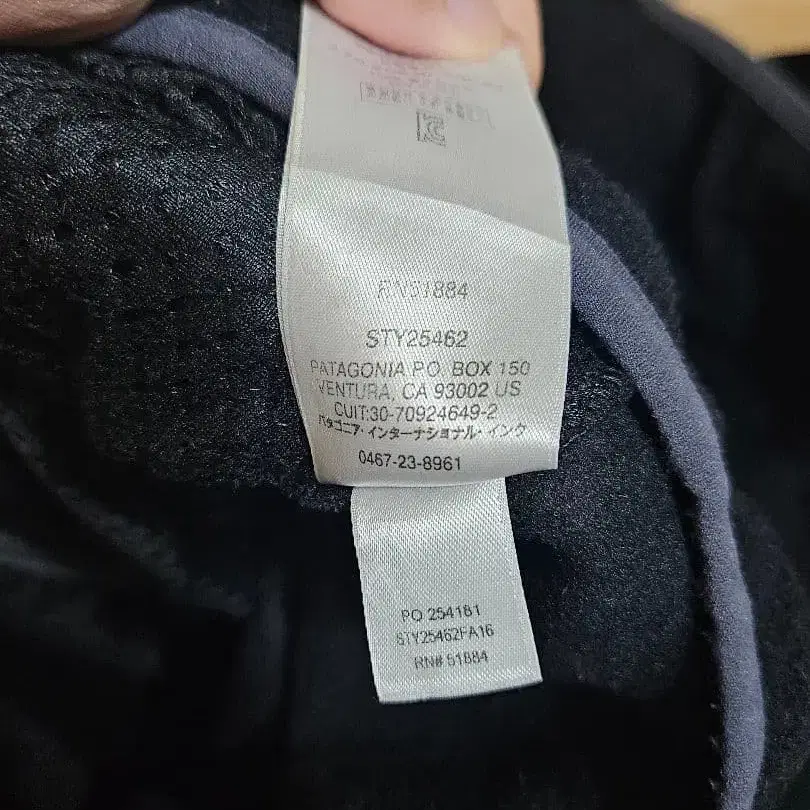 RN51884
STY25462
PATAGONIA P.O. BOX 150
VENTURA, CA 93002 US
CUIT:30-70924649-2
パタゴニア・インターナショナル・インク
0467-23-8961
PO 254181
STY25462FA16
RN# 51884